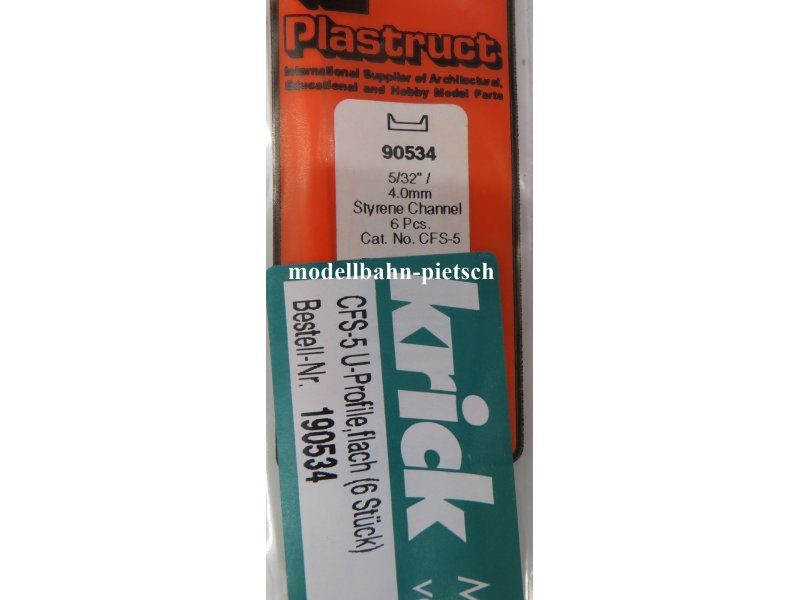 Plastruct
International Supplier of Architectural,
Educational and Hobby Model Parts
90534
5/32" /
4.0mm
Styrene Channel
6 Pcs.
Cat. No. CFS-5
modellbahn-pietsch
krick
CFS-5 U-Profile,flach (6 Stück)
Bestell-Nr. 190534